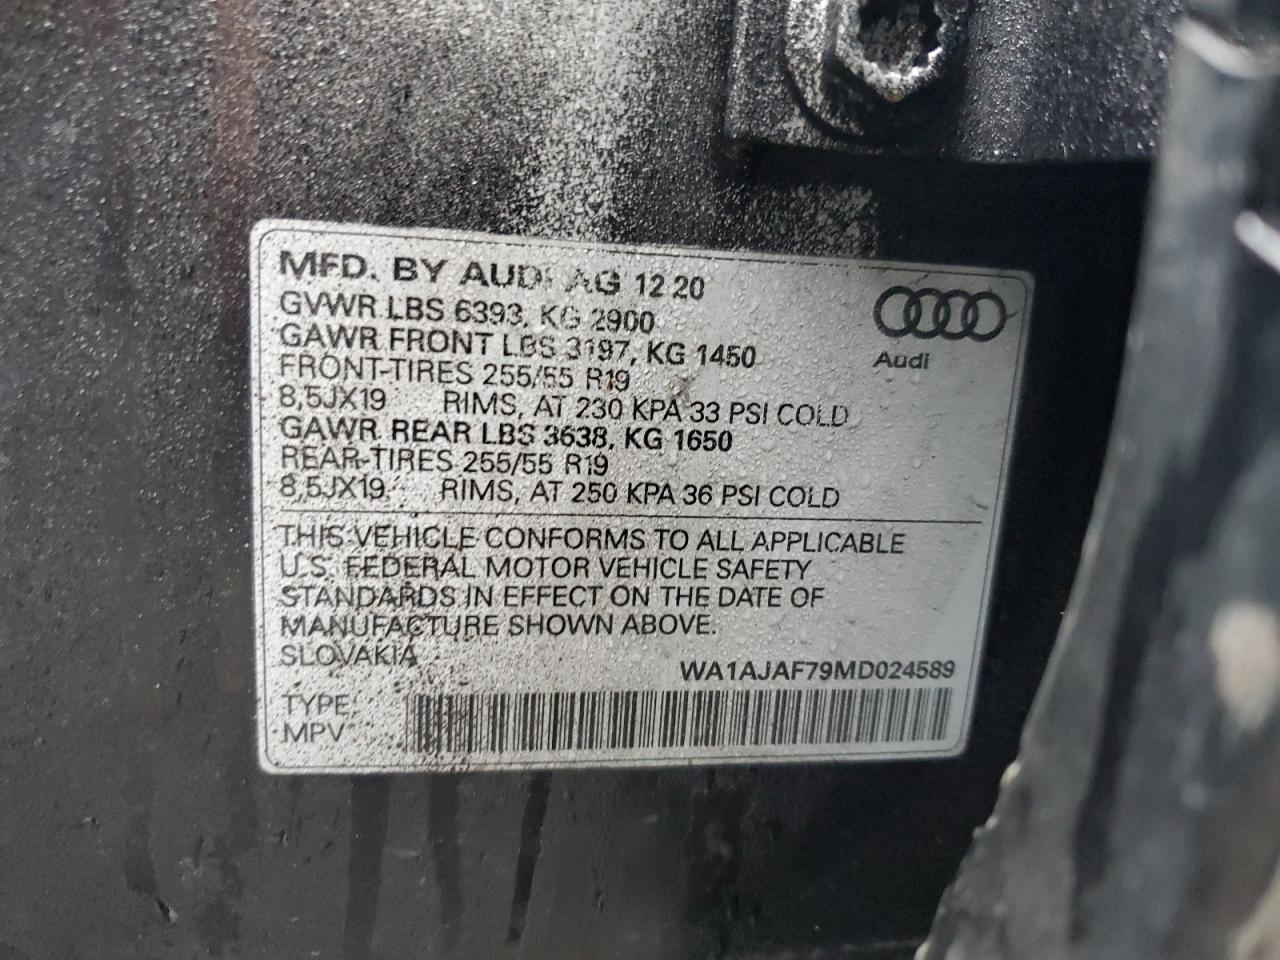 MFD. BY AUDI AG 12 20
GVWR LBS 6393, KG 2900
GAWR FRONT LBS 3197, KG 1450
FRONT-TIRES 255/55 R19
8,5JX19 RIMS, AT 230 KPA 33 PSI COLD
GAWR REAR LBS 3638, KG 1650
REAR-TIRES 255/55 R19
8,5JX19 RIMS, AT 250 KPA 36 PSI COLD
Audi
THIS VEHICLE CONFORMS TO ALL APPLICABLE
U.S. FEDERAL MOTOR VEHICLE SAFETY
STANDARDS IN EFFECT ON THE DATE OF
MANUFACTURE SHOWN ABOVE.
SLOVAKIA
WA1AJAF79MD024589
TYPE:
MPV